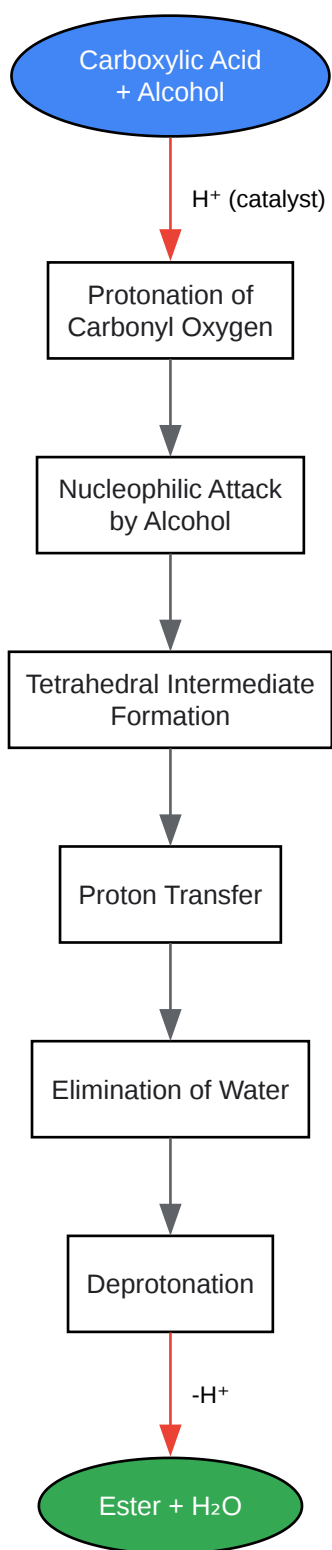 Carboxylic Acid
+ Alcohol
H⁺ (catalyst)
Protonation of
Carbonyl Oxygen
Nucleophilic Attack
by Alcohol
Tetrahedral Intermediate
Formation
Proton Transfer
Elimination of Water
Deprotonation
-H⁺
Ester + H₂O